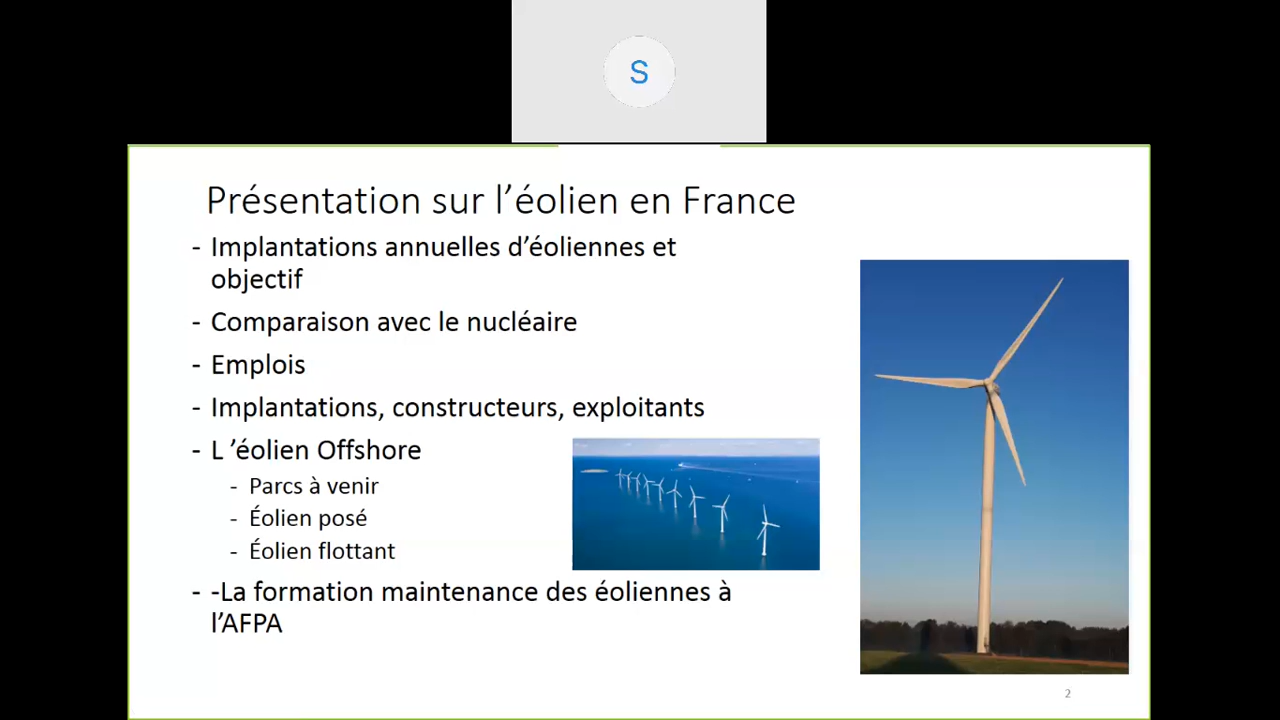 S
Présentation sur l’éolien en France
- Implantations annuelles d’éoliennes et
objectif
- Comparaison avec le nucléaire
- Emplois
- Implantations, constructeurs, exploitants
- L ’éolien Offshore
- Parcs à venir
- Éolien posé
- Éolien flottant
- -La formation maintenance des éoliennes à
l’AFPA
2